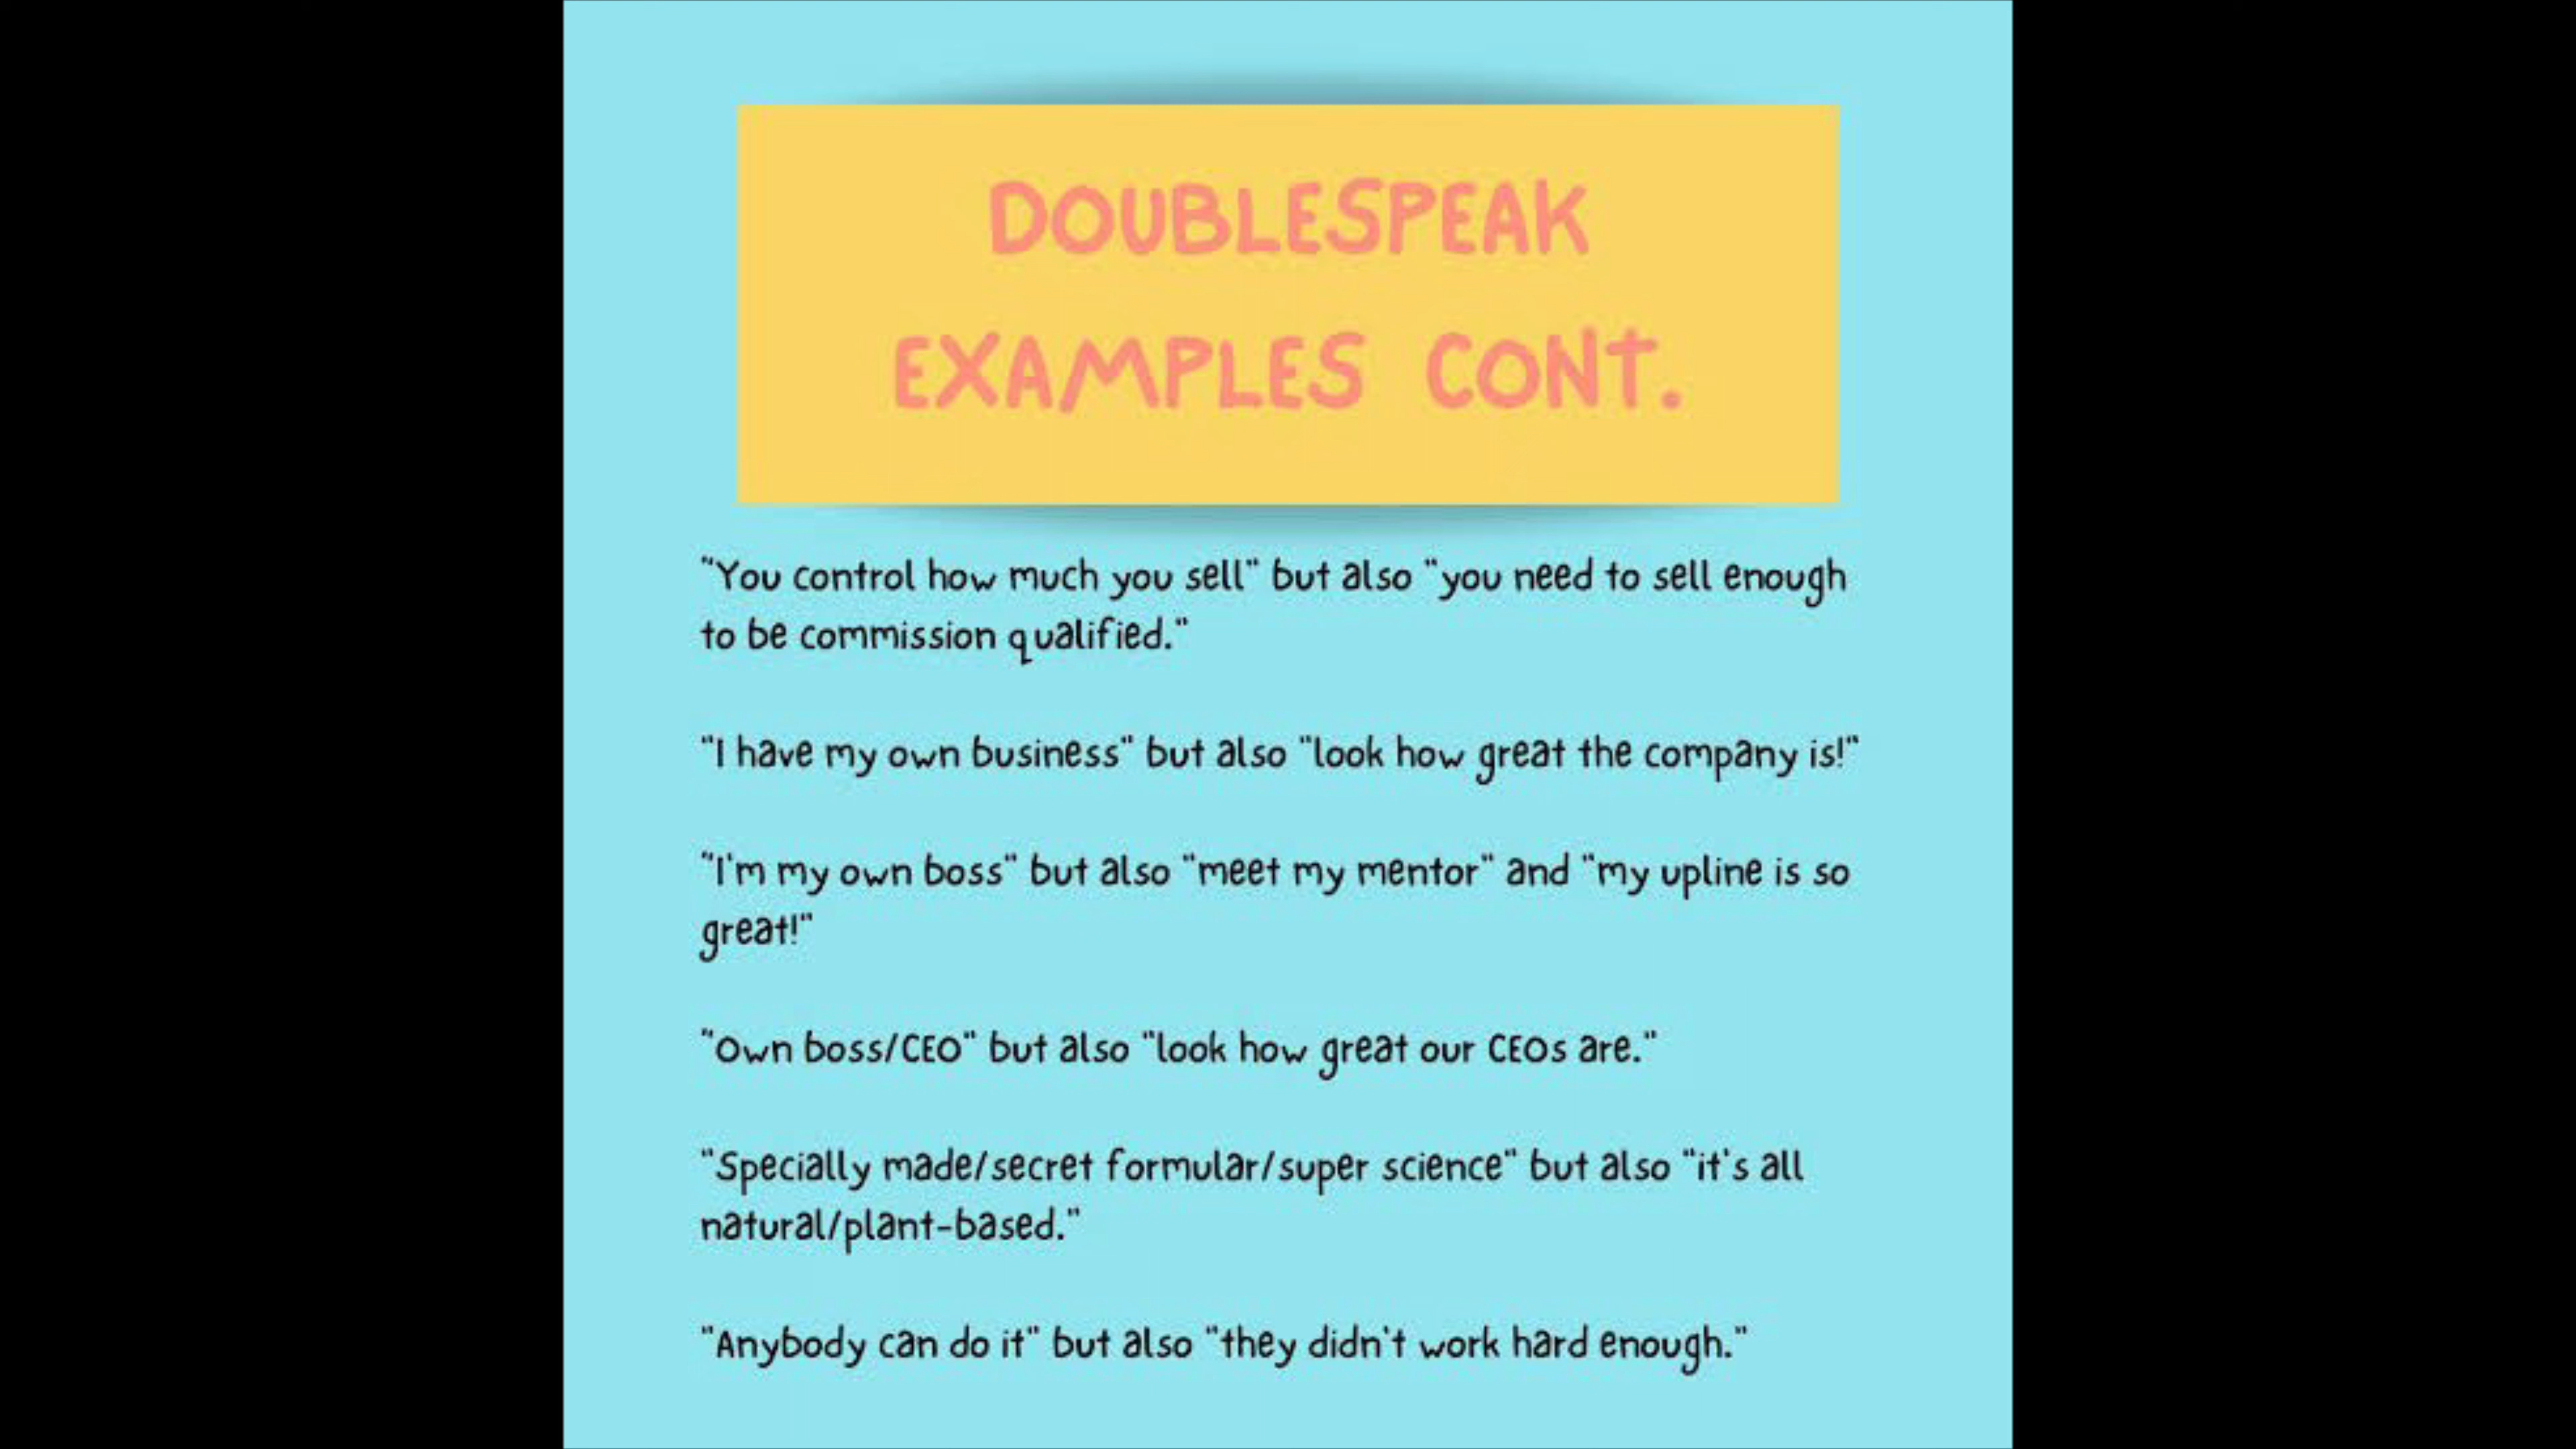 DOUBLESPEAK
EXAMPLES CONT.
"You control how much you sell" but also "you need to sell enough
to be commission qualified."
"I have my own business" but also "look how great the company is!"
"I'm my own boss" but also "meet my mentor" and "my upline is so
great!"
"Own boss/CEO" but also "look how great our CEOs are."
"Specially made/secret formular/super science" but also "it's all
natural/plant-based."
"Anybody can do it" but also "they didn't work hard enough."